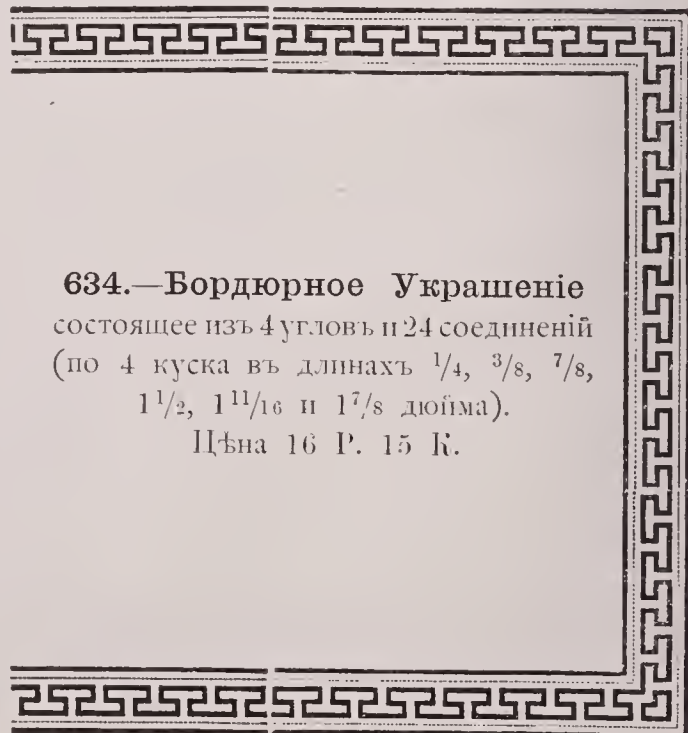 634.—Бордюрное Украшеніе
состоящее изъ 4 угловъ и 24 соединеній
(по 4 куска въ длинахъ ¹/₄, ³/₈, ⁷/₈,
1¹/₂, 1¹¹/₁₆ и 1⁷/₈ дюйма).
Цѣна 16 Р. 15 К.